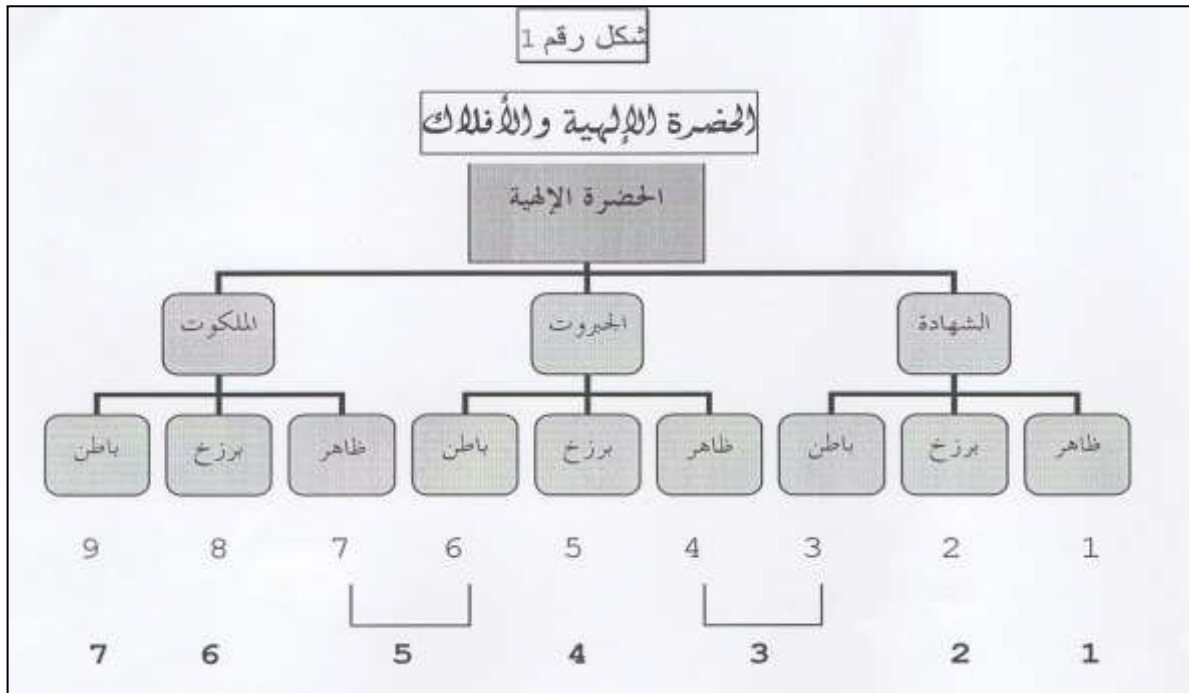 شكل رقم 1
الحضرة الإلهية والأفلاك
الحضرة الإلهية
الشهادة الجبروت الملكوت
ظاهر برزخ باطن ظاهر برزخ باطن ظاهر برزخ باطن
1 2 3 4 5 6 7 8 9
1 2 3 4 5 6 7